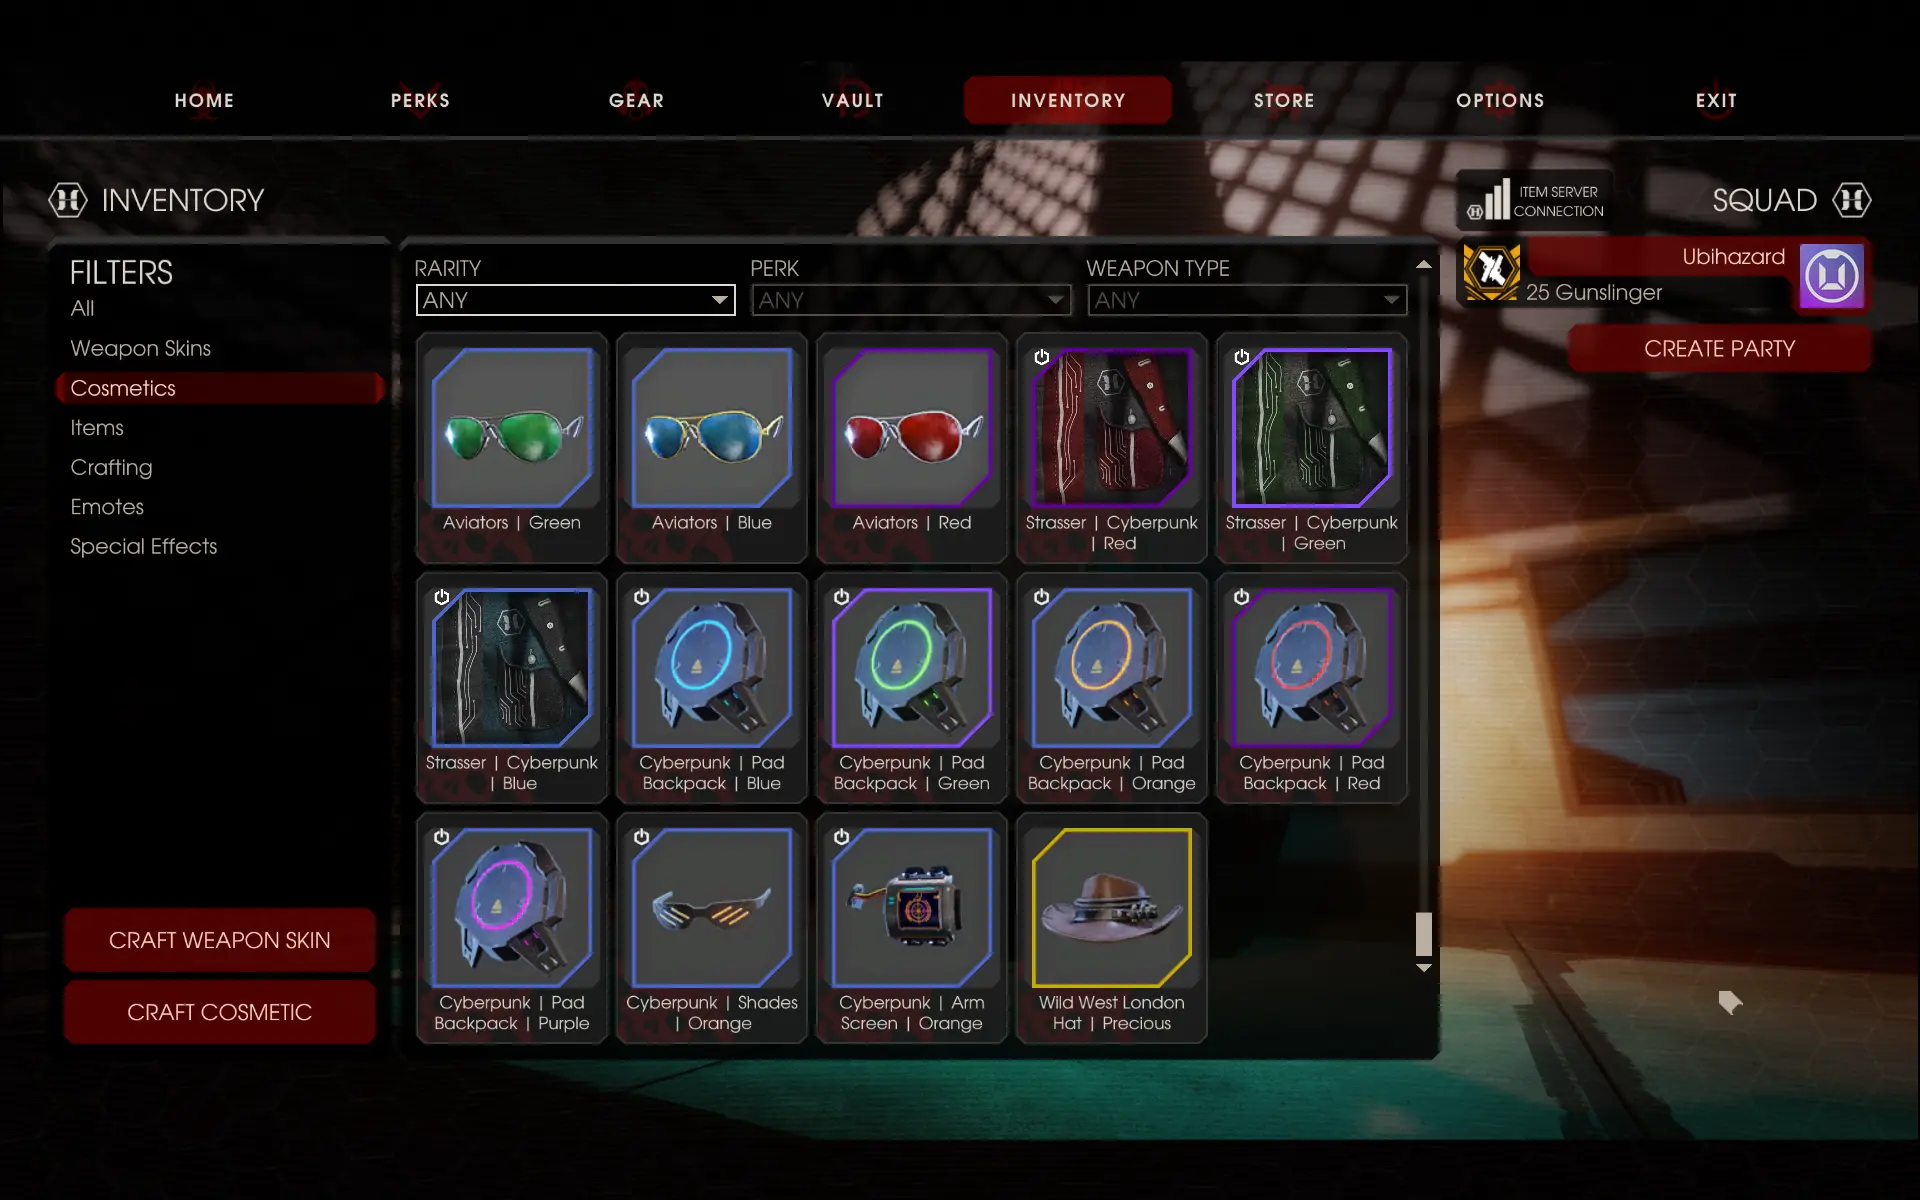 HOME
PERKS
GEAR
VAULT
INVENTORY
STORE
OPTIONS
EXIT
INVENTORY
ITEM SERVER
CONNECTION
SQUAD
FILTERS
All
Weapon Skins
Cosmetics
Items
Crafting
Emotes
Special Effects
CRAFT WEAPON SKIN
CRAFT COSMETIC
RARITY
ANY
PERK
ANY
WEAPON TYPE
ANY
Aviators | Green
Aviators | Blue
Aviators | Red
Strasser | Cyberpunk
| Red
Strasser | Cyberpunk
| Green
Strasser | Cyberpunk
| Blue
Cyberpunk | Pad
Backpack | Blue
Cyberpunk | Pad
Backpack | Green
Cyberpunk | Pad
Backpack | Orange
Cyberpunk | Pad
Backpack | Red
Cyberpunk | Pad
Backpack | Purple
Cyberpunk | Shades
| Orange
Cyberpunk | Arm
Screen | Orange
Wild West London
Hat | Precious
Ubihazard
25 Gunslinger
CREATE PARTY